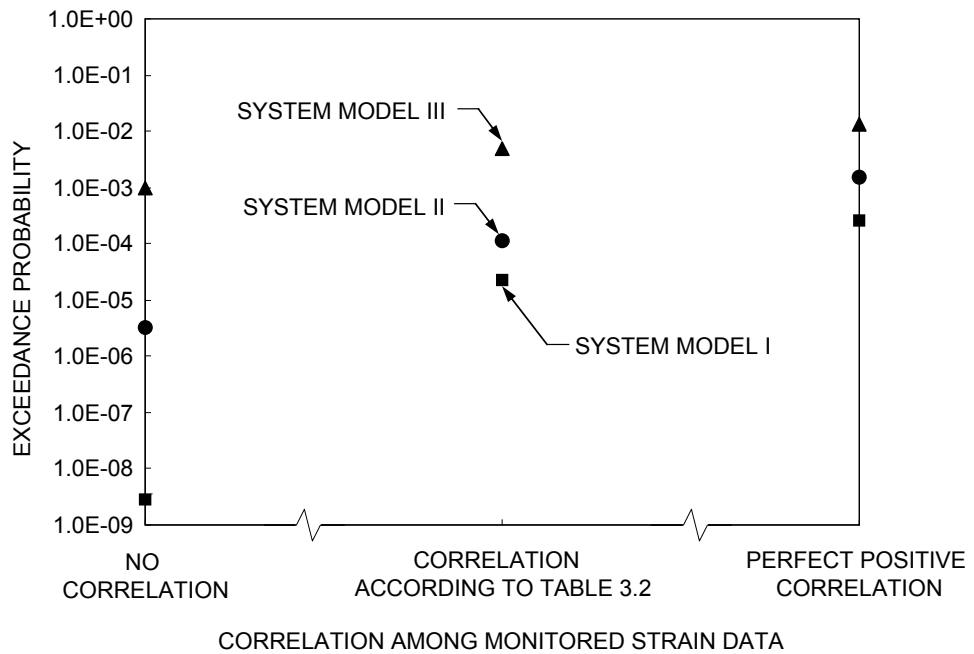 1.0E+00
1.0E-01
1.0E-02
1.0E-03
1.0E-04
1.0E-05
1.0E-06
1.0E-07
1.0E-08
1.0E-09
EXCEEDANCE PROBABILITY
SYSTEM MODEL III
SYSTEM MODEL II
SYSTEM MODEL I
NO
CORRELATION
CORRELATION
ACCORDING TO TABLE 3.2
PERFECT POSITIVE
CORRELATION
CORRELATION AMONG MONITORED STRAIN DATA